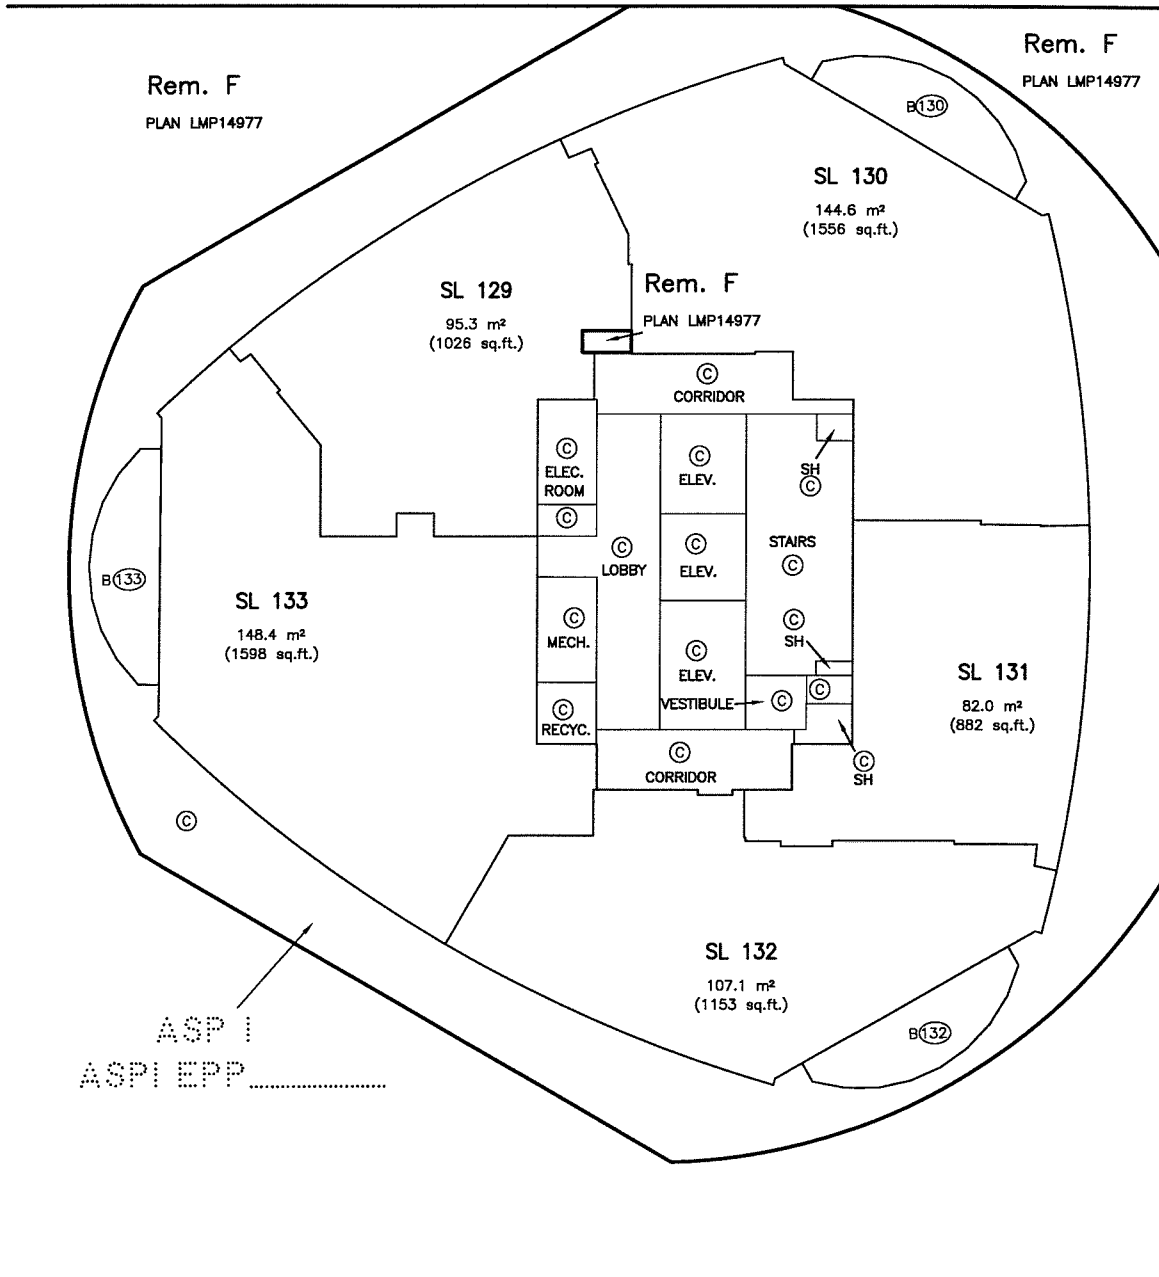 Rem. F
PLAN LMP14977
Rem. F
PLAN LMP14977
B130
SL 130
144.6 m²
(1556 sq.ft.)
SL 129
95.3 m²
(1026 sq.ft.)
Rem. F
PLAN LMP14977
C
CORRIDOR
C
ELEC.
ROOM
C
C
ELEV.
SH
C
C
LOBBY
C
ELEV.
STAIRS
C
B133
SL 133
148.4 m²
(1598 sq.ft.)
C
MECH.
C
ELEV.
C
SH
C
RECYC.
VESTIBULE
C
C
SL 131
82.0 m²
(882 sq.ft.)
C
CORRIDOR
C
SH
C
SL 132
107.1 m²
(1153 sq.ft.)
B132
ASP 1
ASP1 EPP